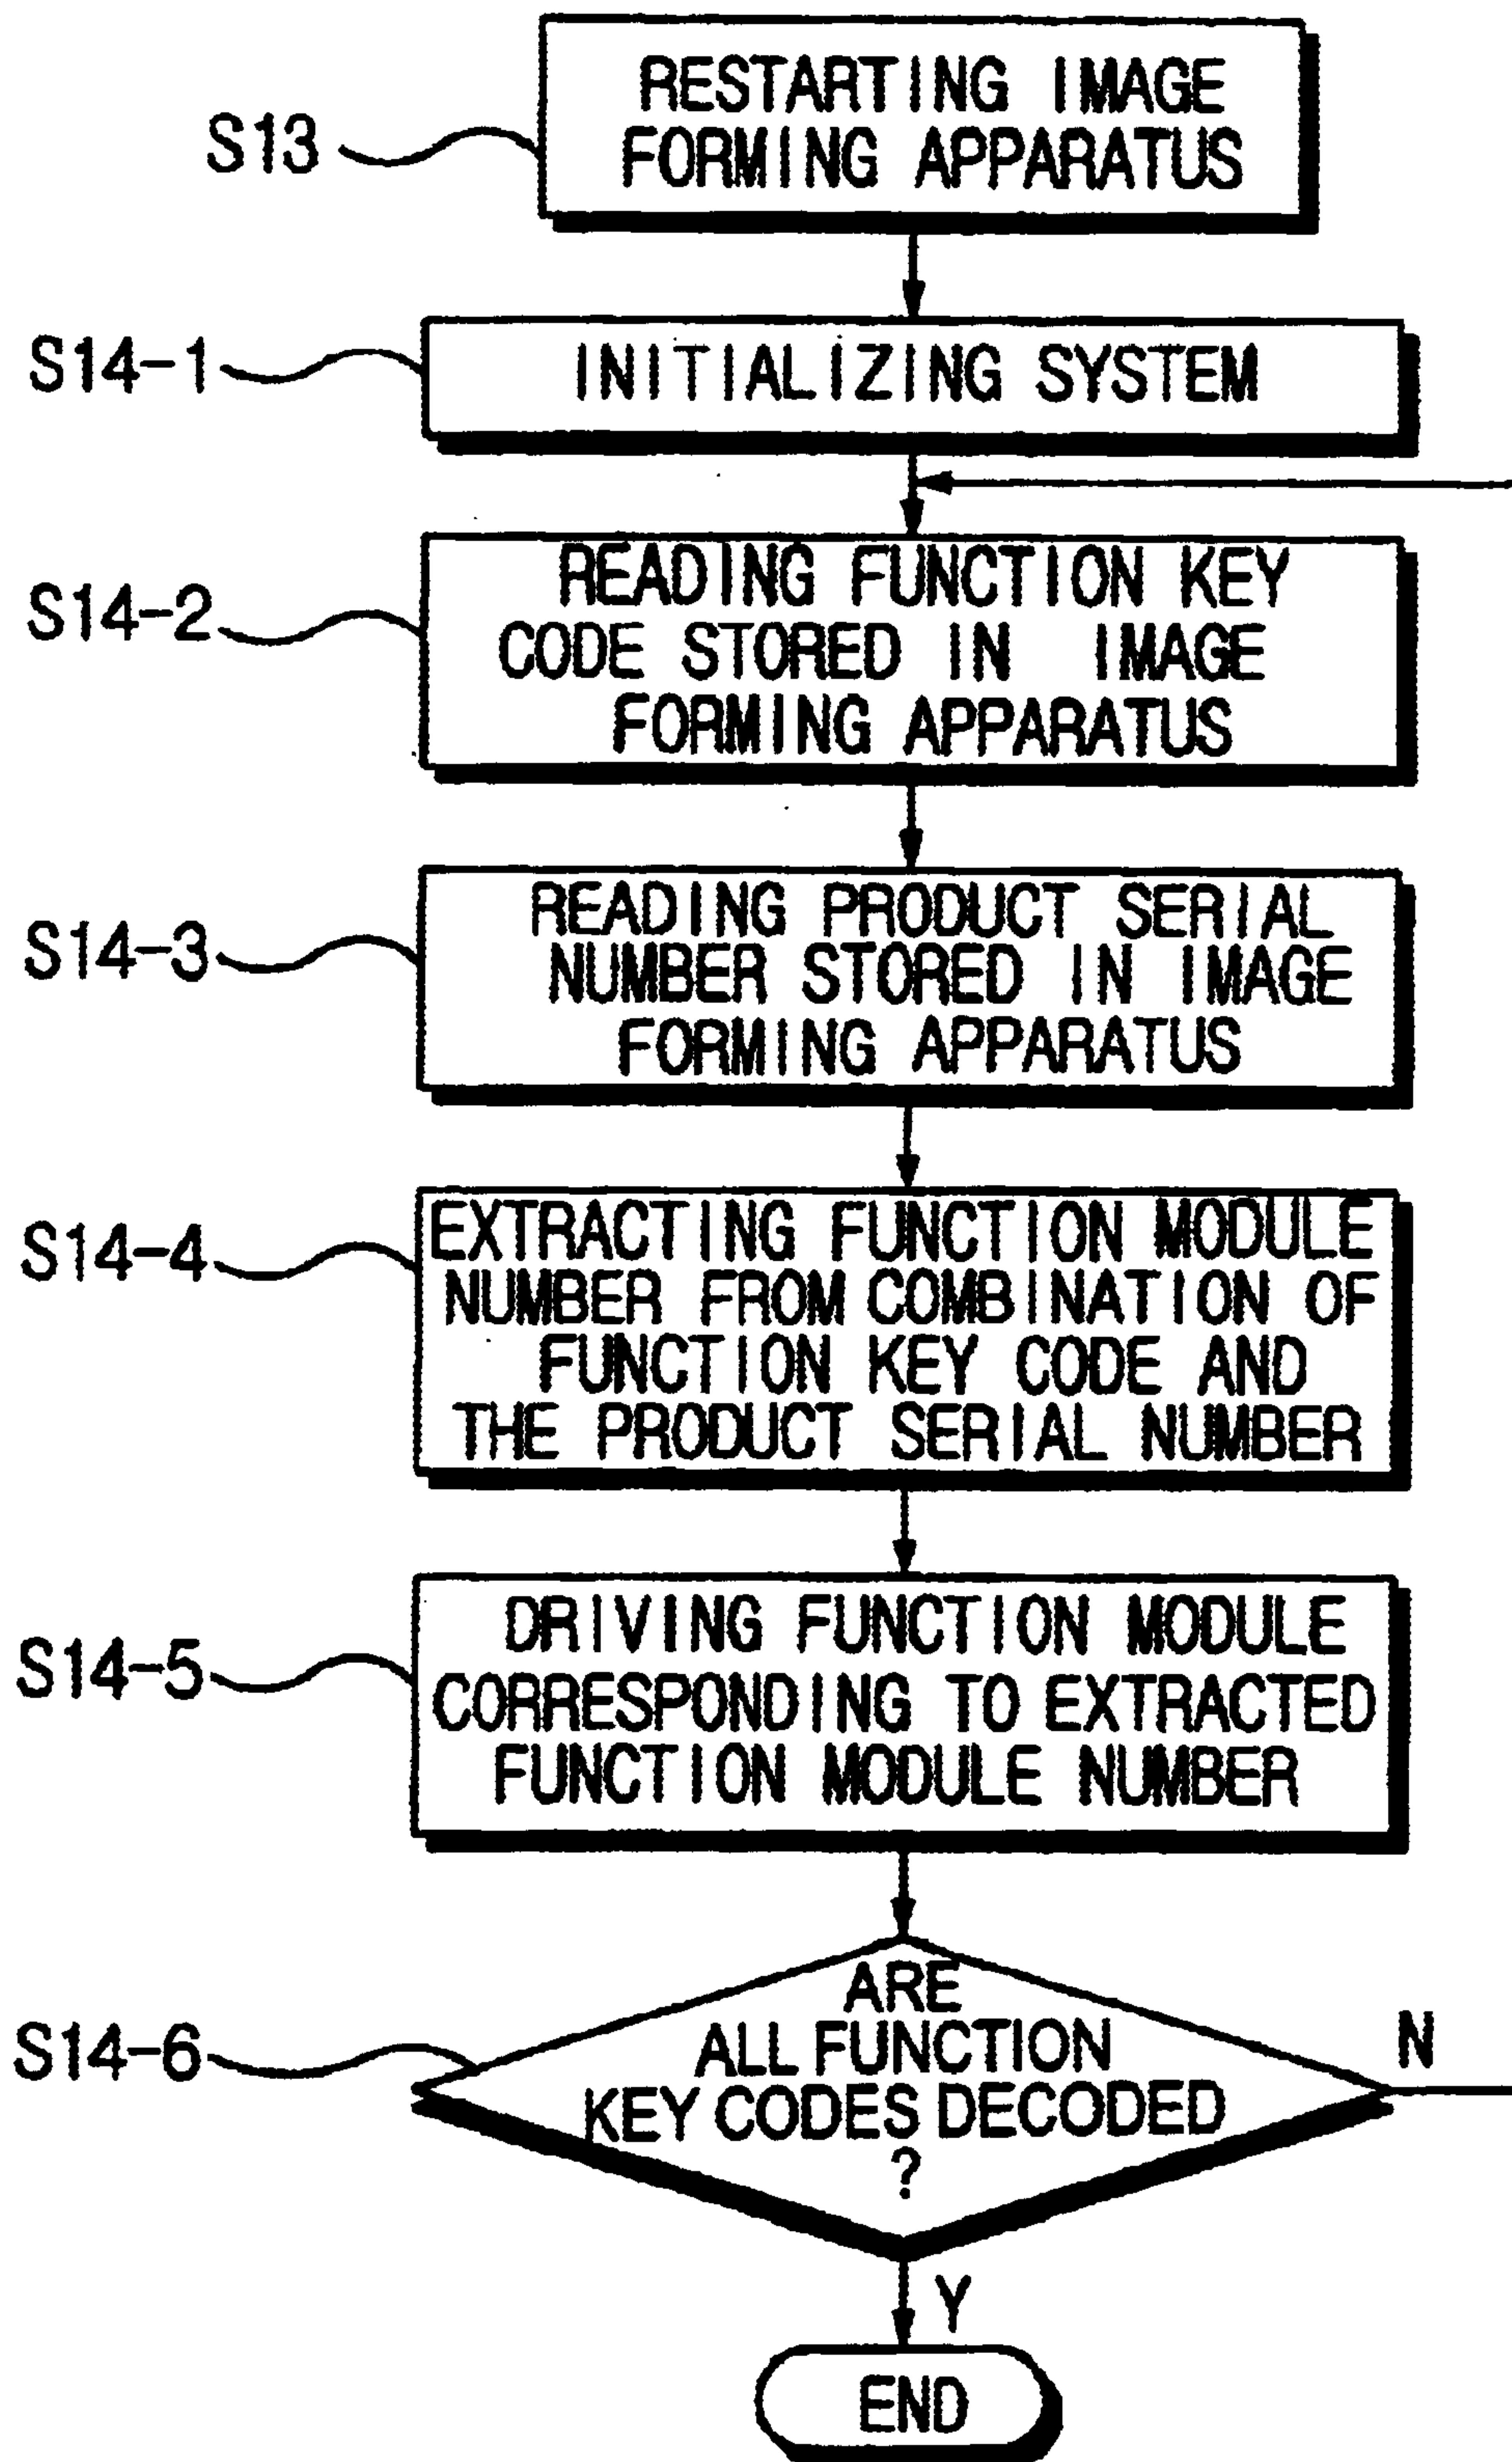 S13
RESTARTING IMAGE
FORMING APPARATUS
S14-1
INITIALIZING SYSTEM
S14-2
READING FUNCTION KEY
CODE STORED IN IMAGE
FORMING APPARATUS
S14-3
READING PRODUCT SERIAL
NUMBER STORED IN IMAGE
FORMING APPARATUS
S14-4
EXTRACTING FUNCTION MODULE
NUMBER FROM COMBINATION OF
FUNCTION KEY CODE AND
THE PRODUCT SERIAL NUMBER
S14-5
DRIVING FUNCTION MODULE
CORRESPONDING TO EXTRACTED
FUNCTION MODULE NUMBER
S14-6
ARE
ALL FUNCTION
KEY CODES DECODED
?
N
Y
END